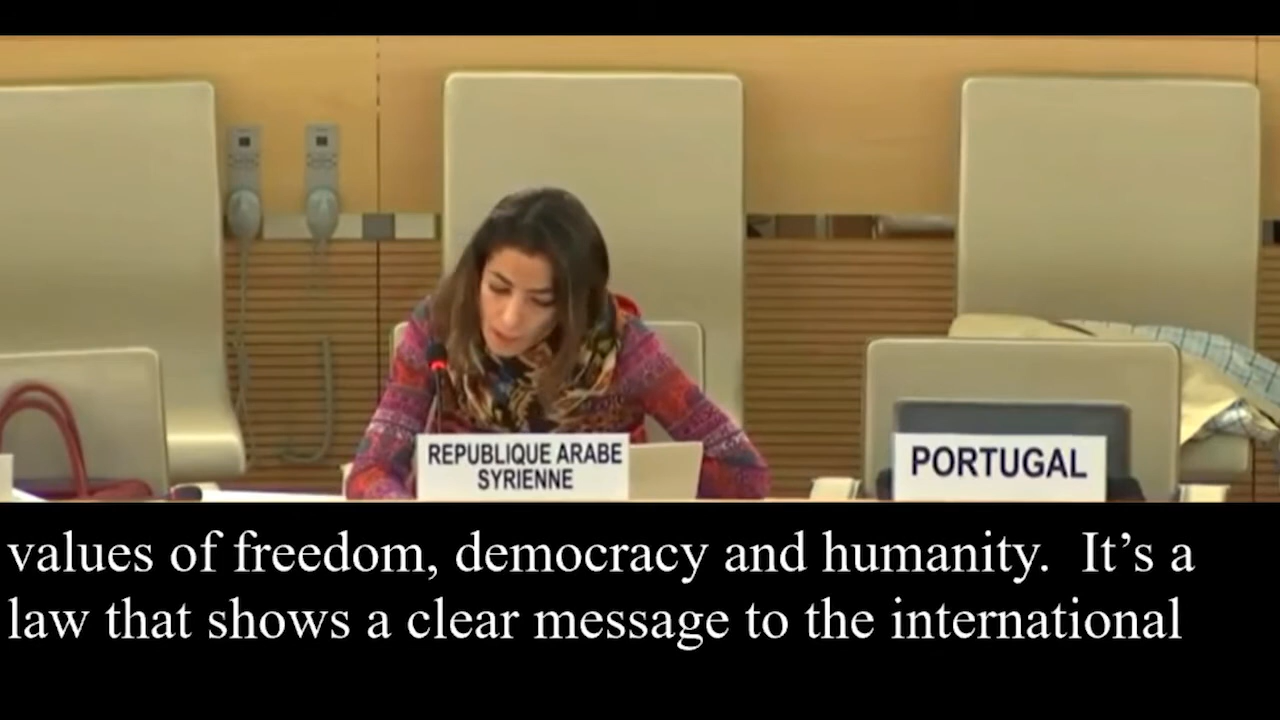 REPUBLIQUE ARABE
SYRIENNE
PORTUGAL
values of freedom, democracy and humanity.  It’s a
law that shows a clear message to the international